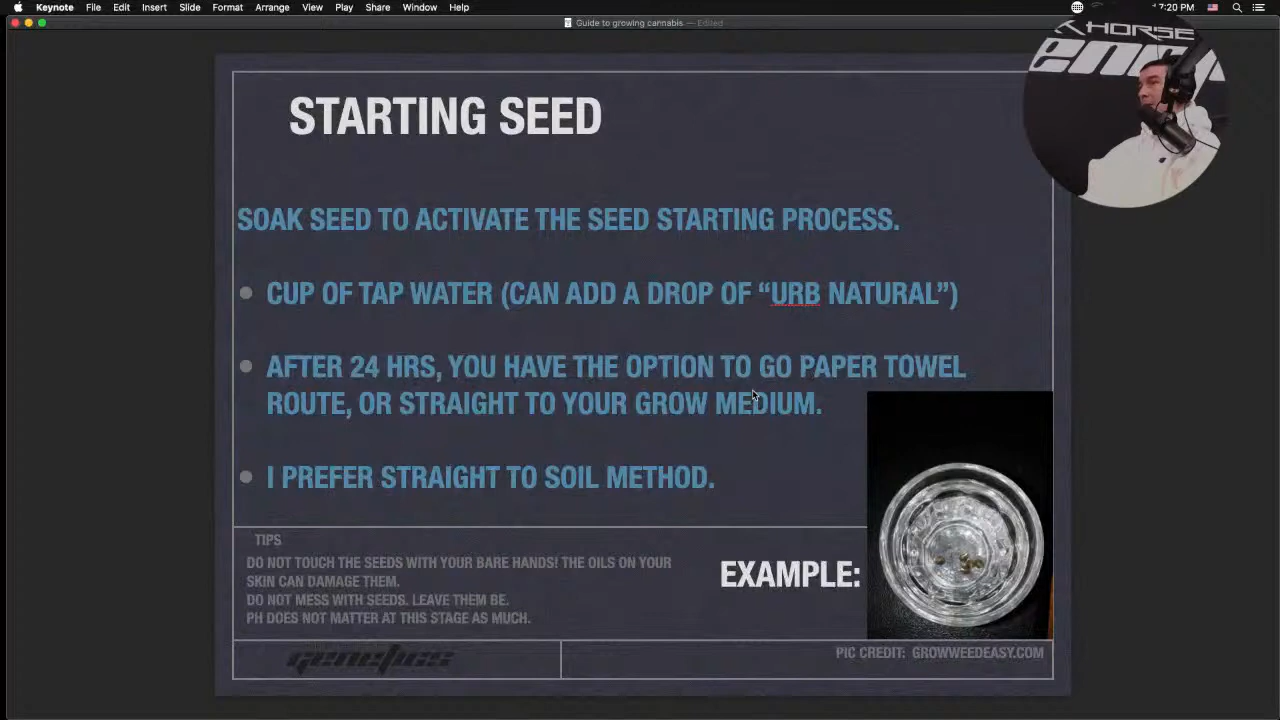 Keynote File Edit Insert Slide Format Arrange View Play Share Window Help 7:20 PM
Guide to growing cannabis — Edited
HORSE
STARTING SEED
SOAK SEED TO ACTIVATE THE SEED STARTING PROCESS.
CUP OF TAP WATER (CAN ADD A DROP OF “URB NATURAL”)
AFTER 24 HRS, YOU HAVE THE OPTION TO GO PAPER TOWEL
ROUTE, OR STRAIGHT TO YOUR GROW MEDIUM.
I PREFER STRAIGHT TO SOIL METHOD.
TIPS
DO NOT TOUCH THE SEEDS WITH YOUR BARE HANDS! THE OILS ON YOUR
SKIN CAN DAMAGE THEM.
DO NOT MESS WITH SEEDS. LEAVE THEM BE.
PH DOES NOT MATTER AT THIS STAGE AS MUCH.
EXAMPLE:
genetics
PIC CREDIT: GROWWEEDEASY.COM